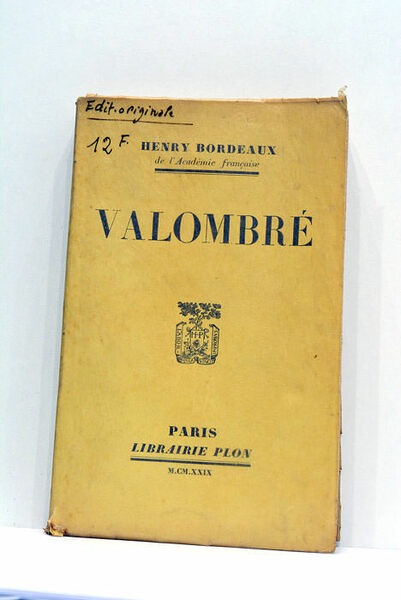 Edit. originale
12 F.
HENRY BORDEAUX
de l'Académie française
VALOMBRÉ
PARIS
LIBRAIRIE PLON
M.CM.XXIX